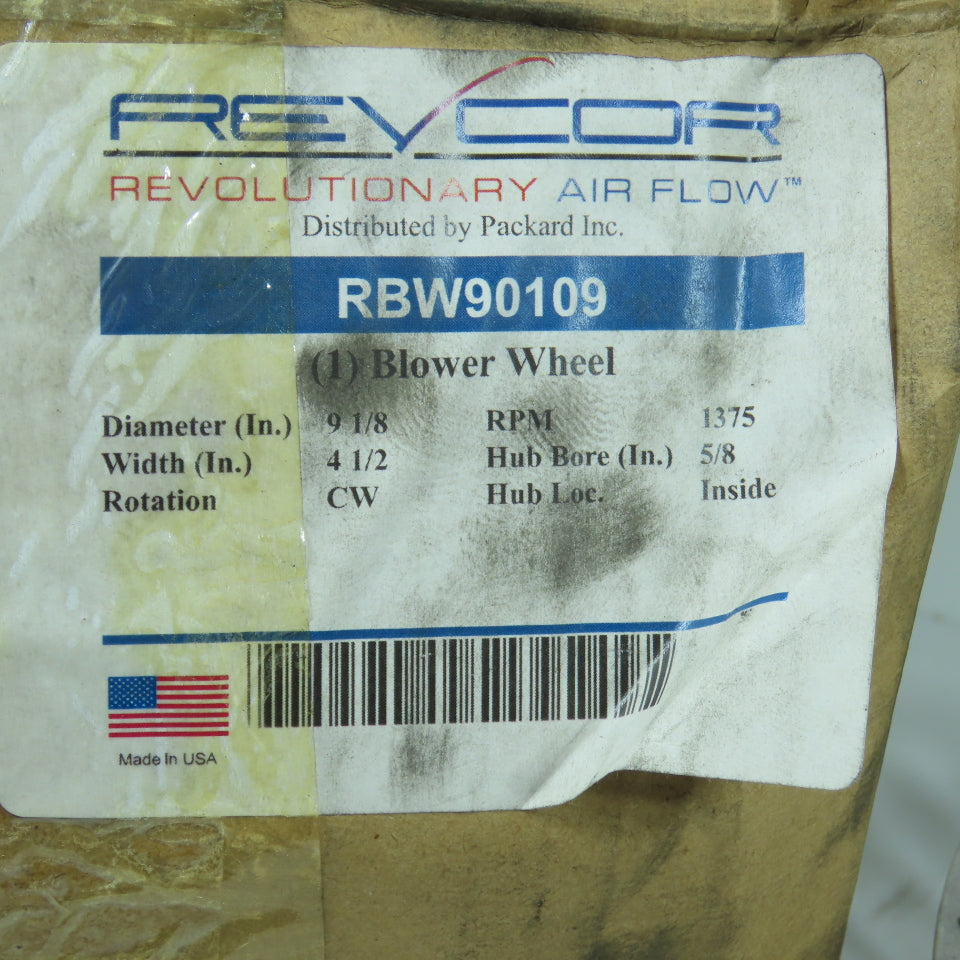 REVCOR
REVOLUTIONARY AIR FLOW™
Distributed by Packard Inc.
RBW90109
(1) Blower Wheel
Diameter (In.) 9 1/8 RPM 1375
Width (In.) 4 1/2 Hub Bore (In.) 5/8
Rotation CW Hub Loc. Inside
Made In USA